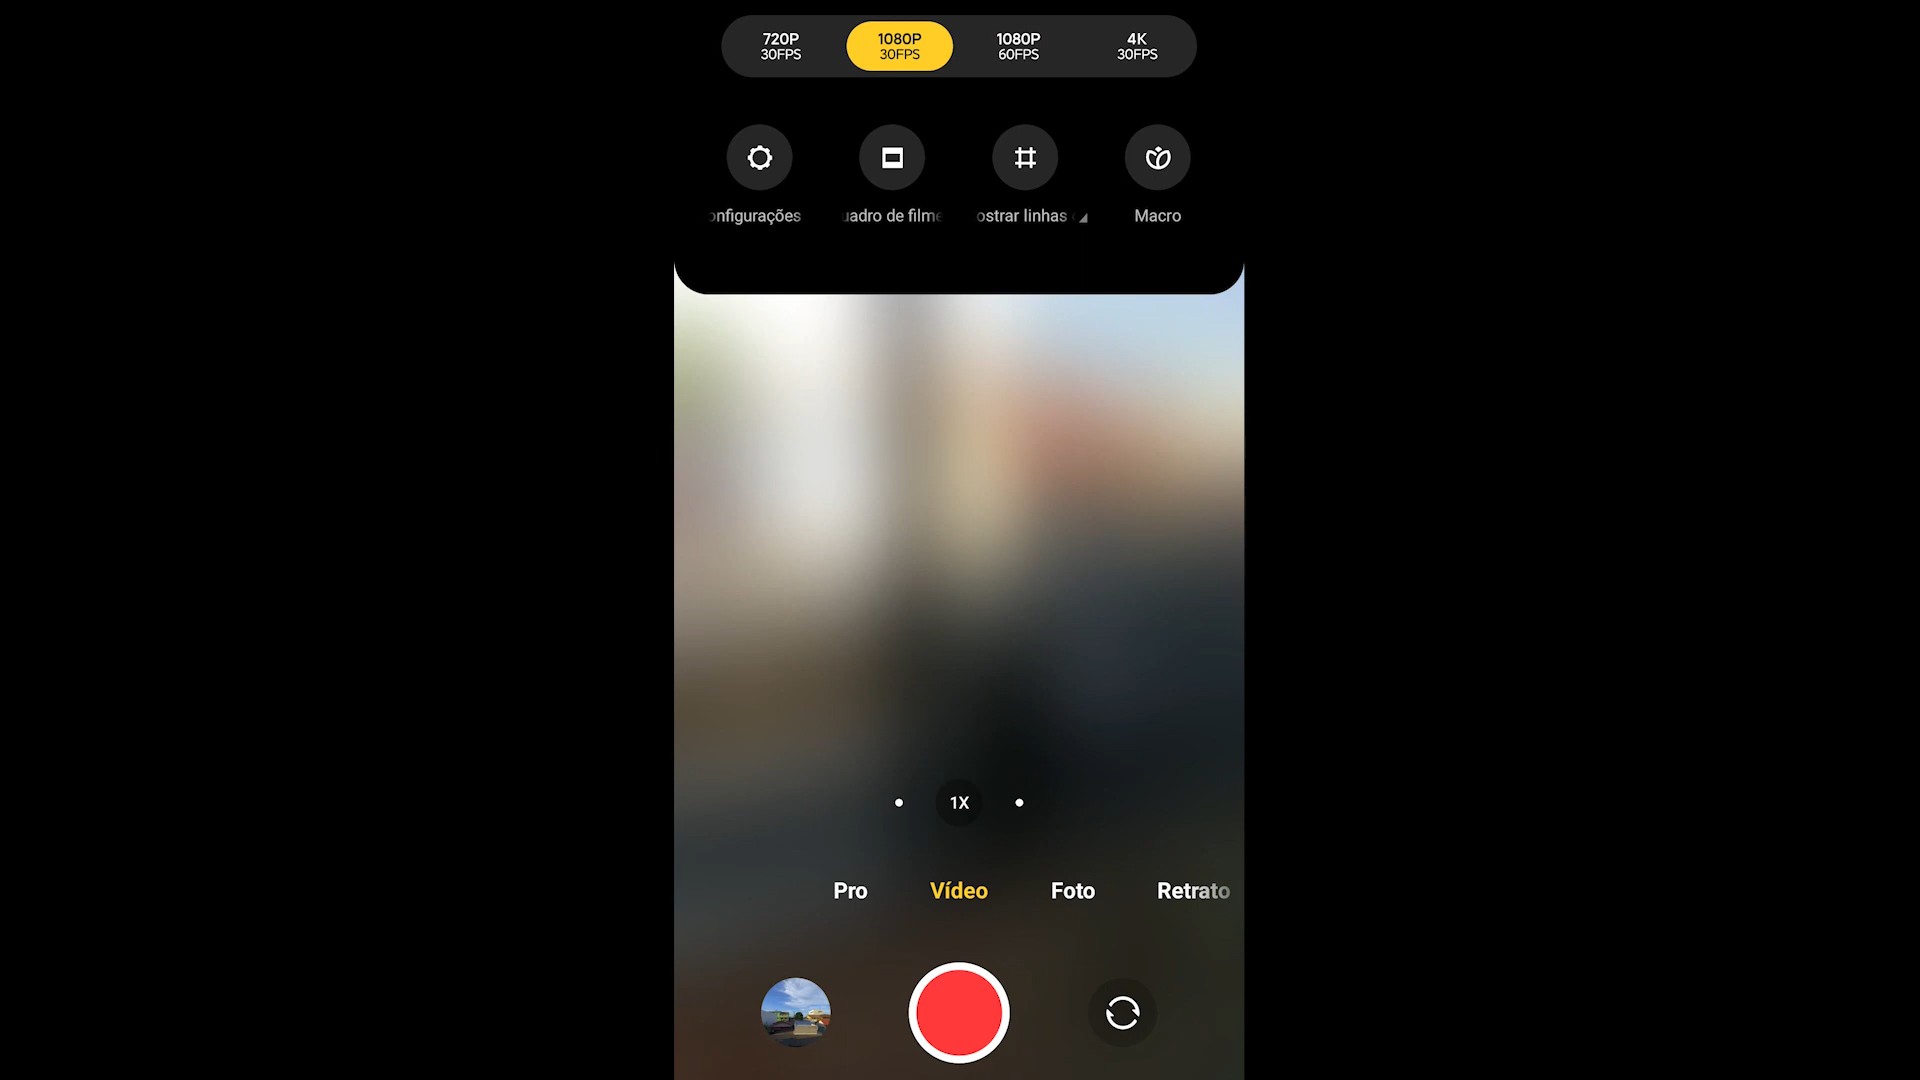 720P 1080P 1080P 4K
30FPS 30FPS 60FPS 30FPS
onfigurações uadro de filme ostrar linhas Macro
1X
Pro Vídeo Foto Retrato